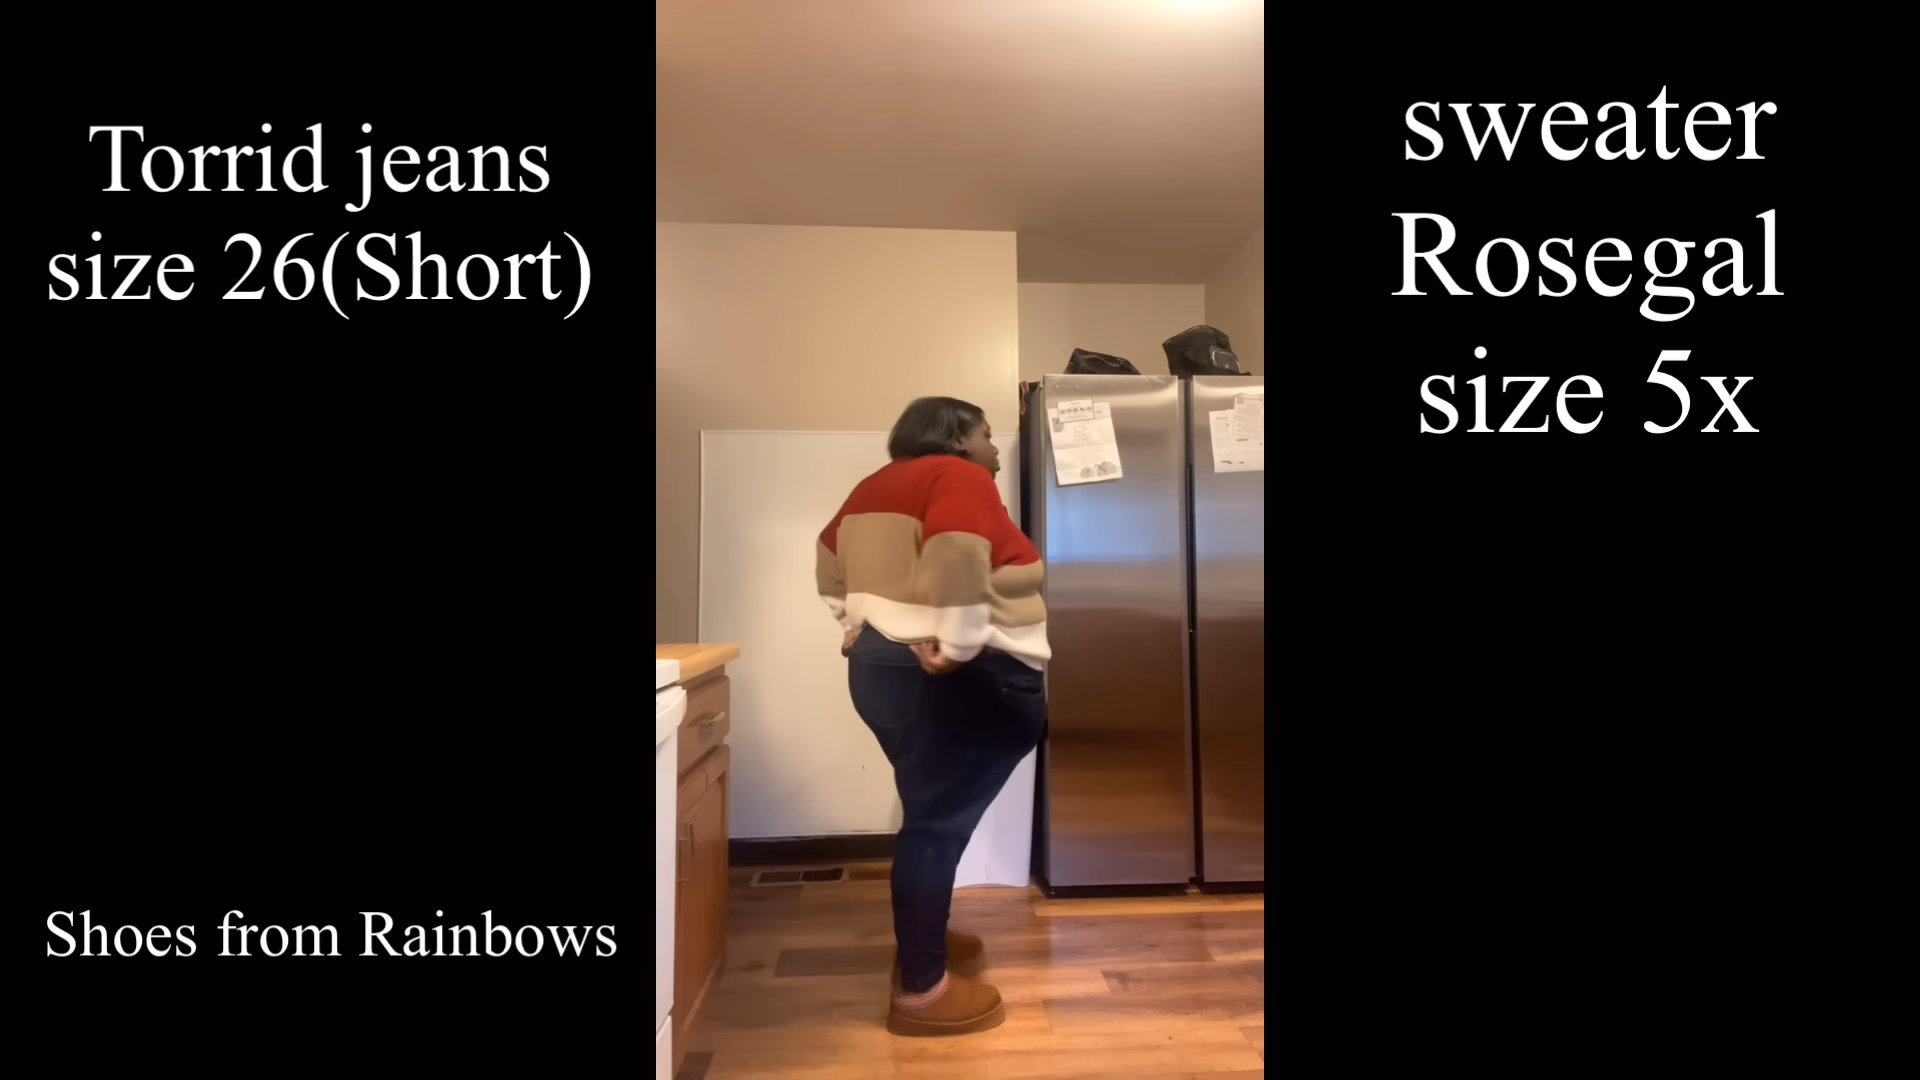 Torrid jeans
size 26(Short)
sweater
Rosegal
size 5x
Shoes from Rainbows